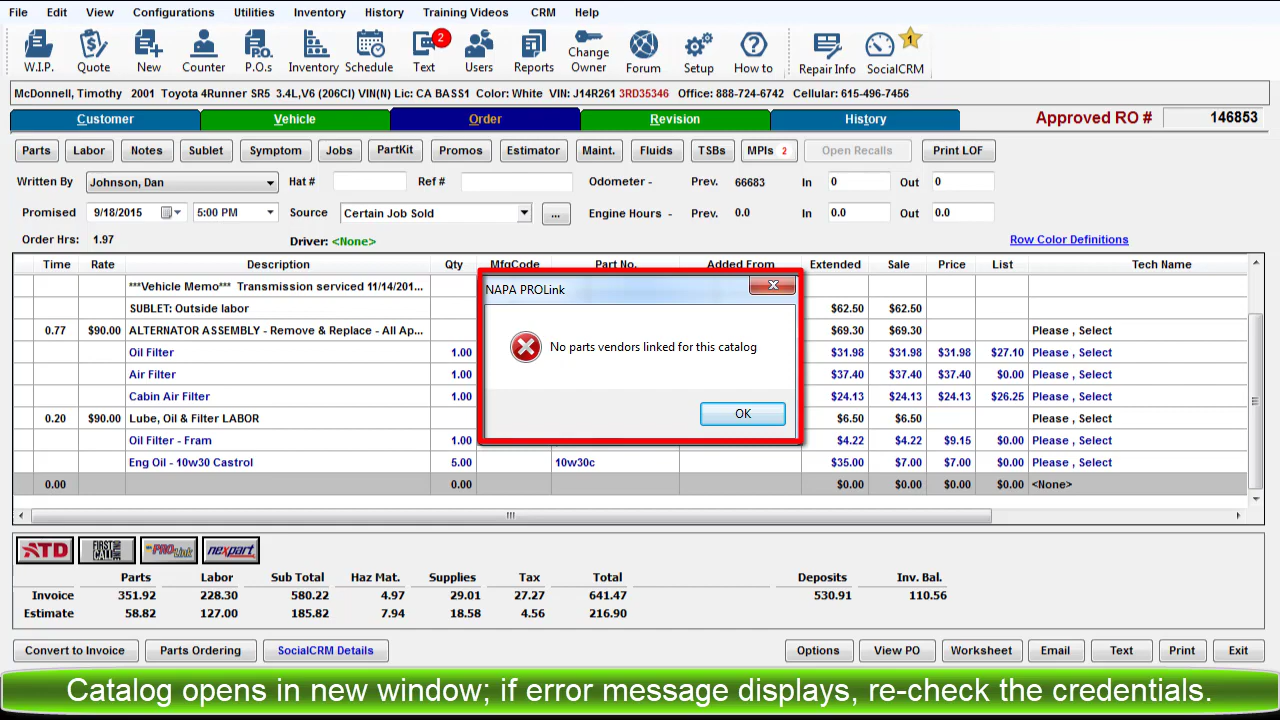 File Edit View Configurations Utilities Inventory History Training Videos CRM Help
2 1
W.I.P. Quote New Counter P.O.s Inventory Schedule Text Users Reports Change Owner Forum Setup How to Repair Info SocialCRM
McDonnell, Timothy 2001 Toyota 4Runner SR5 3.4L,V6 (206CI) VIN(N) Lic: CA BASS1 Color: White VIN: J14R261 3RD35346 Office: 888-724-6742 Cellular: 615-496-7456
Customer Vehicle Order Revision History Approved RO # 146853
Parts Labor Notes Sublet Symptom Jobs PartKit Promos Estimator Maint. Fluids TSBs MPIs 2 Open Recalls Print LOF
Written By Johnson, Dan Hat # Ref # Odometer - Prev. 66683 In 0 Out 0
Promised 9/18/2015 5:00 PM Source Certain Job Sold ... Engine Hours - Prev. 0.0 In 0.0 Out 0.0
Order Hrs: 1.97 Driver: <None> Row Color Definitions
Time Rate Description Qty MfgCode Part No. Added From Extended Sale Price List Tech Name
***Vehicle Memo*** Transmission serviced 11/14/201...
SUBLET: Outside labor $62.50 $62.50
0.77 $90.00 ALTERNATOR ASSEMBLY - Remove & Replace - All Ap... $69.30 $69.30 Please , Select
Oil Filter 1.00 $31.98 $31.98 $31.98 $27.10 Please , Select
Air Filter 1.00 $37.40 $37.40 $37.40 $0.00 Please , Select
Cabin Air Filter 1.00 $24.13 $24.13 $24.13 $26.25 Please , Select
0.20 $90.00 Lube, Oil & Filter LABOR $6.50 $6.50 Please , Select
Oil Filter - Fram 1.00 $4.22 $4.22 $9.15 $0.00 Please , Select
Eng Oil - 10w30 Castrol 5.00 10w30c $35.00 $7.00 $7.00 $0.00 Please , Select
0.00 0.00 $0.00 $0.00 $0.00 $0.00 <None>
NAPA PROLink
No parts vendors linked for this catalog
OK
ATD FIRST CALL PROLink nexpart
Parts Labor Sub Total Haz Mat. Supplies Tax Total Deposits Inv. Bal.
Invoice 351.92 228.30 580.22 4.97 29.01 27.27 641.47 530.91 110.56
Estimate 58.82 127.00 185.82 7.94 18.58 4.56 216.90
Convert to Invoice Parts Ordering SocialCRM Details Options View PO Worksheet Email Text Print Exit
Catalog opens in new window; if error message displays, re-check the credentials.